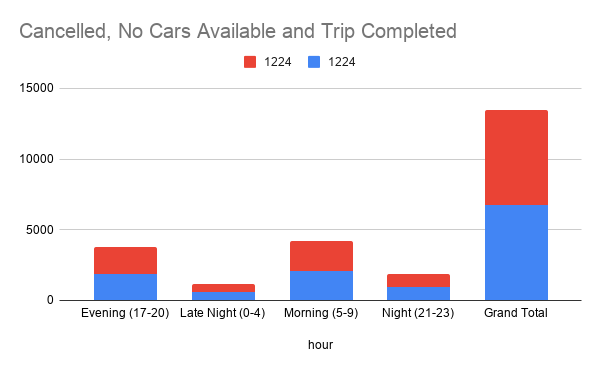 Cancelled, No Cars Available and Trip Completed
1224 1224
15000
10000
5000
0
Evening (17-20) Late Night (0-4) Morning (5-9) Night (21-23) Grand Total
hour